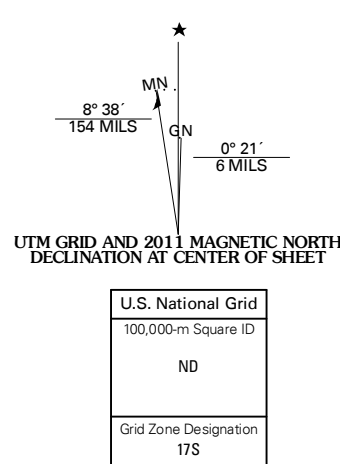 MN
8° 38´
154 MILS
GN
0° 21´
6 MILS
UTM GRID AND 2011 MAGNETIC NORTH
DECLINATION AT CENTER OF SHEET
U.S. National Grid
100,000-m Square ID
ND
Grid Zone Designation
17S